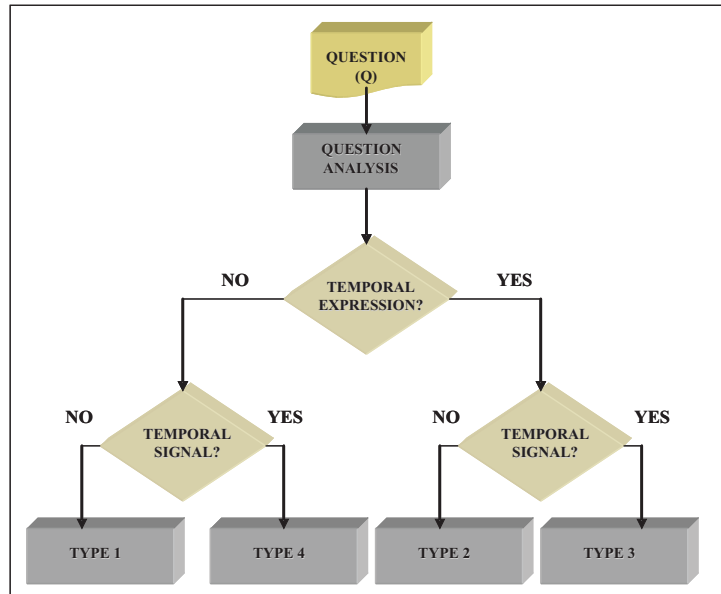 QUESTION
(Q)
QUESTION
ANALYSIS
NO
YES
TEMPORAL
EXPRESSION?
NO
YES
NO
YES
TEMPORAL
SIGNAL?
TEMPORAL
SIGNAL?
TYPE 1
TYPE 4
TYPE 2
TYPE 3